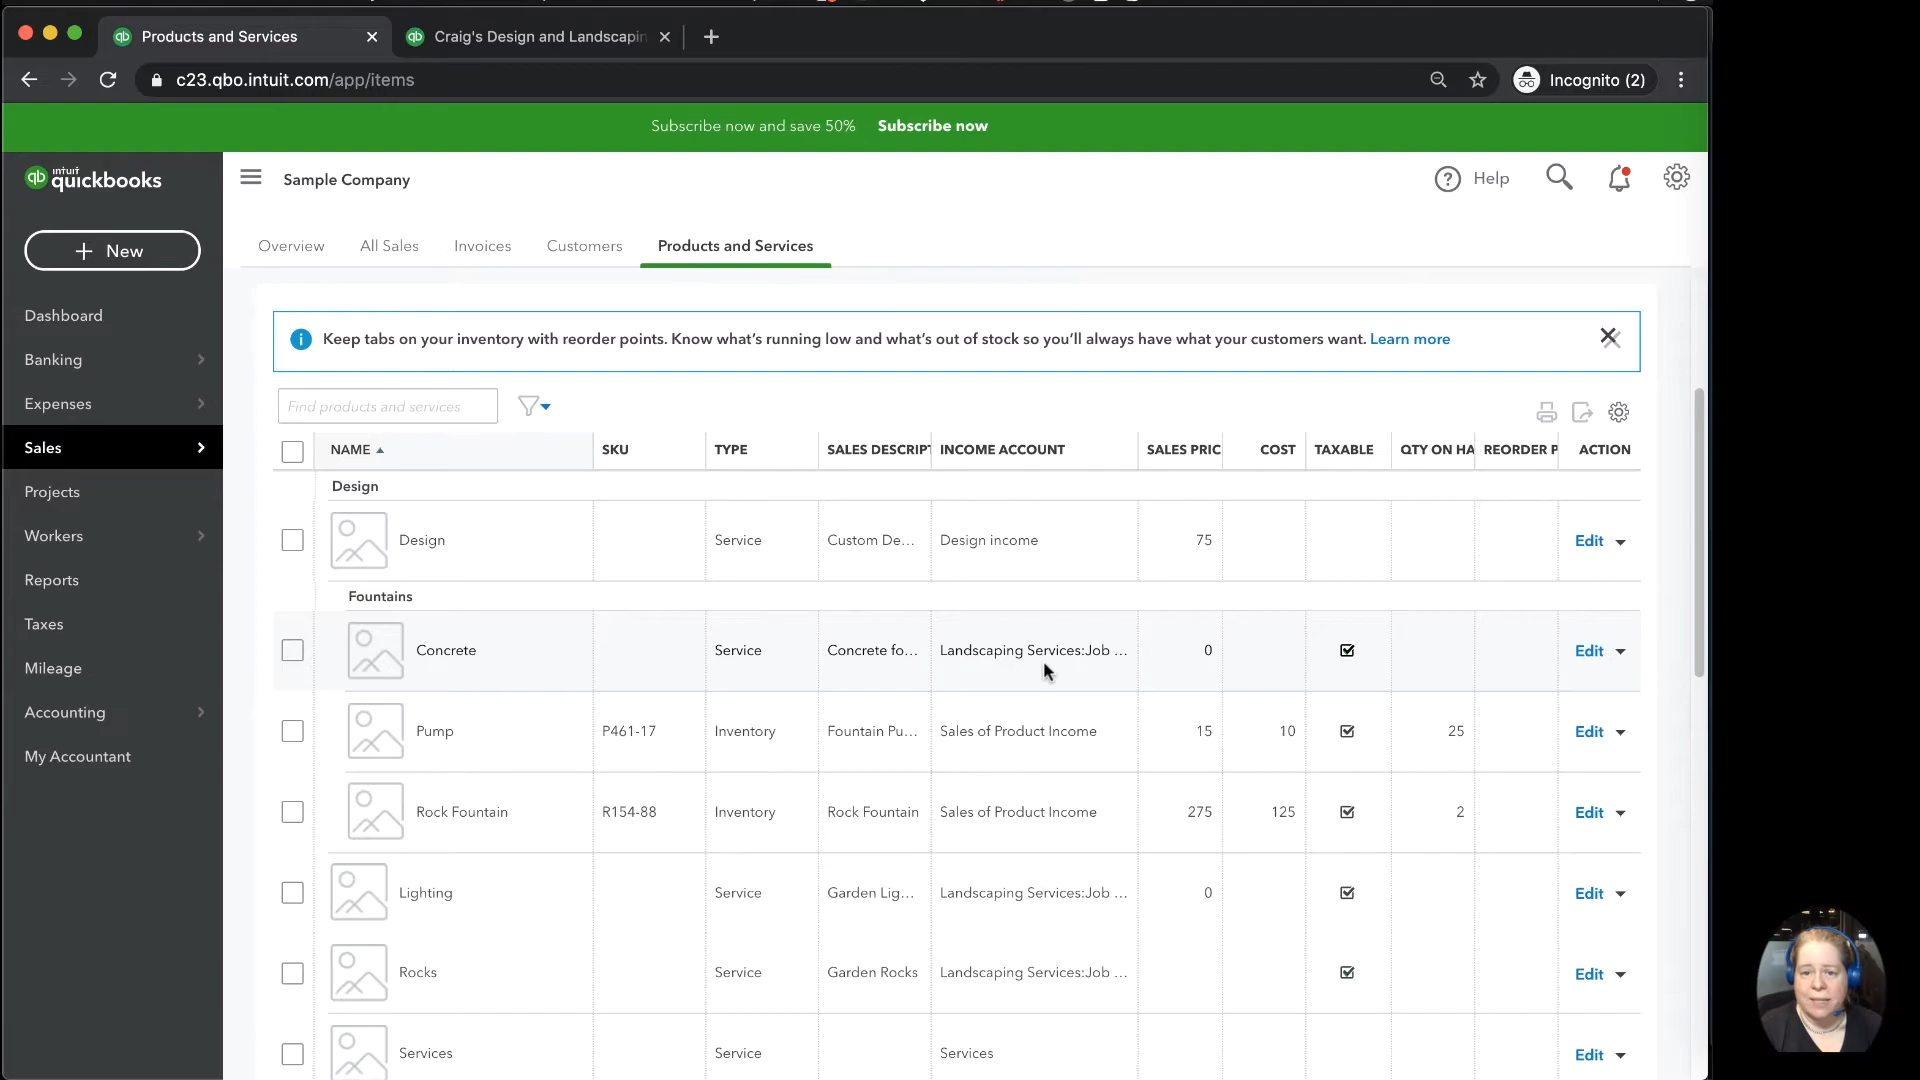 Products and Services
Craig's Design and Landscapin
c23.qbo.intuit.com/app/items
Incognito (2)
Subscribe now and save 50% Subscribe now
intuit
quickbooks
Sample Company
Help
New
Overview All Sales Invoices Customers Products and Services
Dashboard
Banking
Expenses
Sales
Projects
Workers
Reports
Taxes
Mileage
Accounting
My Accountant
Keep tabs on your inventory with reorder points. Know what's running low and what's out of stock so you'll always have what your customers want. Learn more
Find products and services
NAME SKU TYPE SALES DESCRIPT INCOME ACCOUNT SALES PRIC COST TAXABLE QTY ON HA REORDER P ACTION
Design
Design Service Custom De... Design income 75 Edit
Fountains
Concrete Service Concrete fo... Landscaping Services:Job ... 0 Edit
Pump P461-17 Inventory Fountain Pu... Sales of Product Income 15 10 25 Edit
Rock Fountain R154-88 Inventory Rock Fountain Sales of Product Income 275 125 2 Edit
Lighting Service Garden Lig... Landscaping Services:Job ... 0 Edit
Rocks Service Garden Rocks Landscaping Services:Job ... Edit
Services Service Services Edit